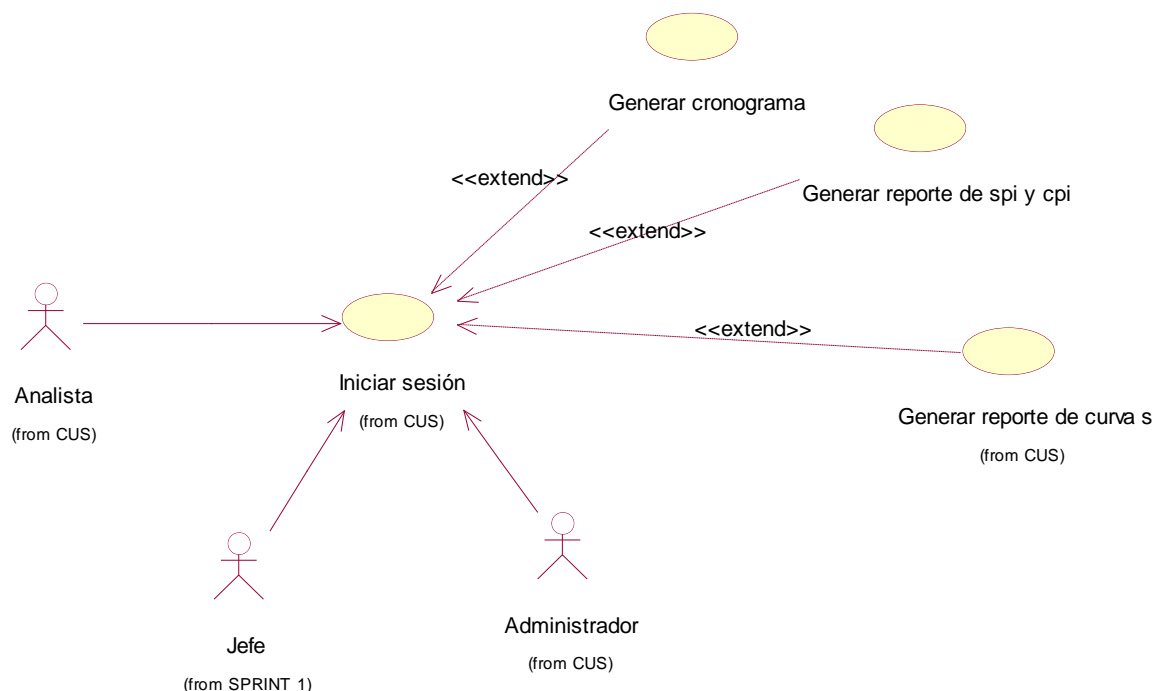 Generar cronograma
<<extend>>
Generar reporte de spi y cpi
<<extend>>
<<extend>>
Analista
(from CUS)
Iniciar sesión
(from CUS)
Generar reporte de curva s
(from CUS)
Jefe
(from SPRINT 1)
Administrador
(from CUS)